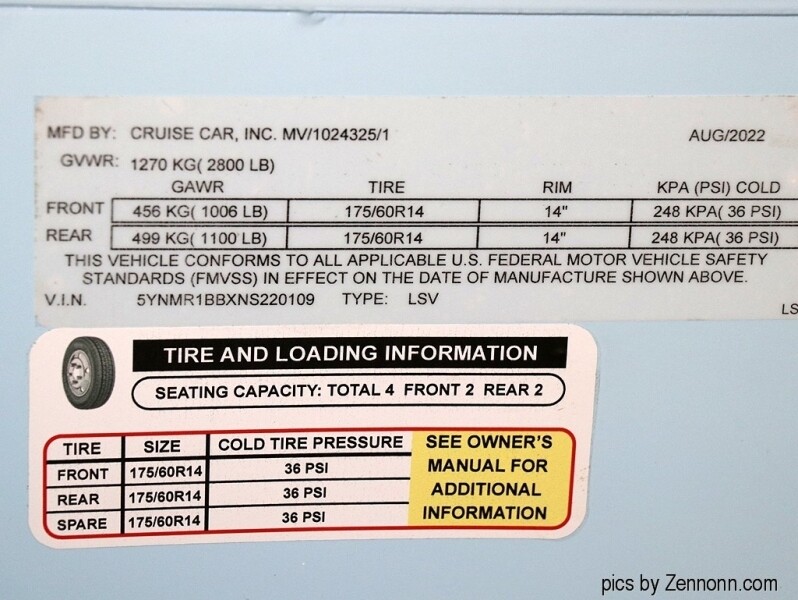 MFD BY: CRUISE CAR, INC. MV/1024325/1 AUG/2022
GVWR: 1270 KG( 2800 LB)
GAWR TIRE RIM KPA (PSI) COLD
FRONT 456 KG( 1006 LB) 175/60R14 14" 248 KPA( 36 PSI)
REAR 499 KG( 1100 LB) 175/60R14 14" 248 KPA( 36 PSI)
THIS VEHICLE CONFORMS TO ALL APPLICABLE U.S. FEDERAL MOTOR VEHICLE SAFETY
STANDARDS (FMVSS) IN EFFECT ON THE DATE OF MANUFACTURE SHOWN ABOVE.
V.I.N. 5YNMR1BBXNS220109 TYPE: LSV
LS
TIRE AND LOADING INFORMATION
SEATING CAPACITY: TOTAL 4 FRONT 2 REAR 2
TIRE SIZE COLD TIRE PRESSURE
FRONT 175/60R14 36 PSI
REAR 175/60R14 36 PSI
SPARE 175/60R14 36 PSI
SEE OWNER'S
MANUAL FOR
ADDITIONAL
INFORMATION
pics by Zennonn.com